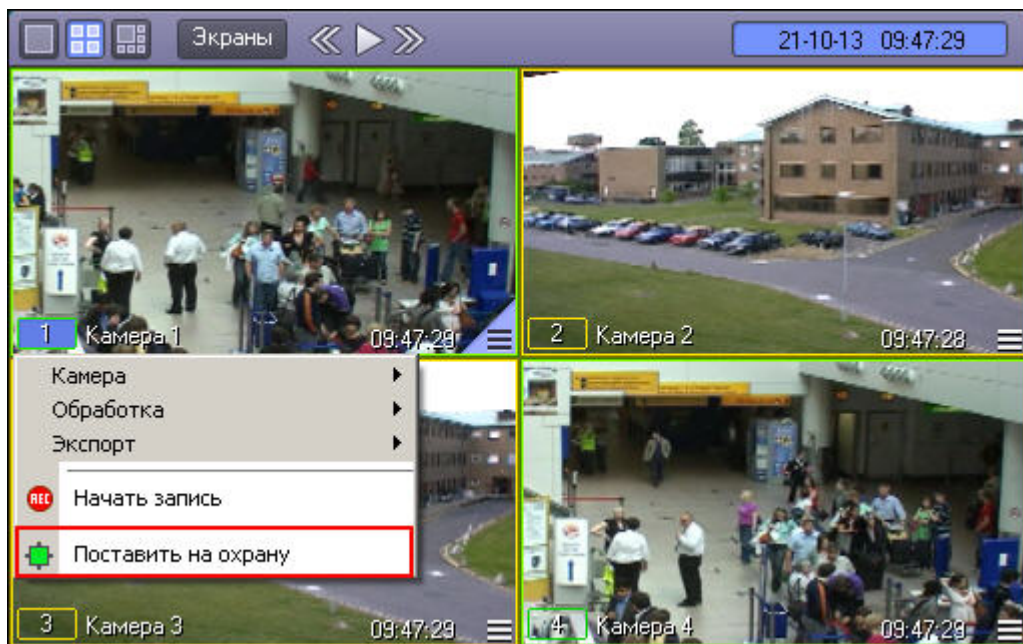 Экраны
21-10-13 09:47:29
1 Камера 1 09:47:29
2 Камера 2 09:47:28
Камера
Обработка
Экспорт
REC Начать запись
Поставить на охрану
3 Камера 3 09:47:29
4 Камера 4 09:47:29